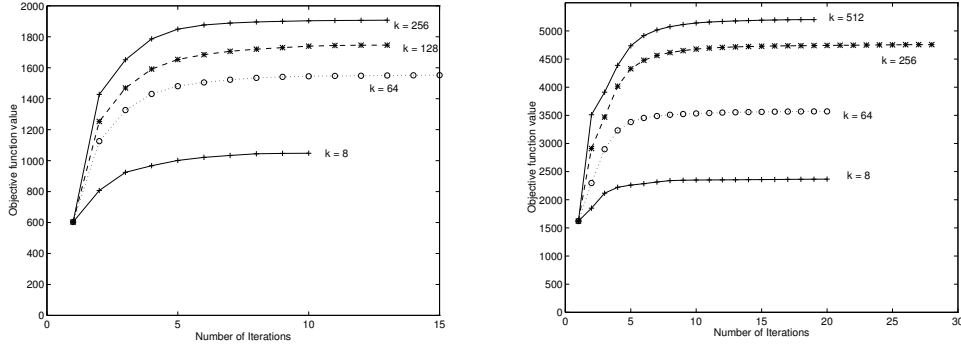 2000
1800
1600
1400
1200
1000
800
600
400
200
0
Objective function value
k = 256
k = 128
k = 64
k = 8
0
5
10
15
Number of Iterations
5000
4500
4000
3500
3000
2500
2000
1500
1000
500
0
Objective function value
k = 512
k = 256
k = 64
k = 8
0
5
10
15
20
25
30
Number of Iterations